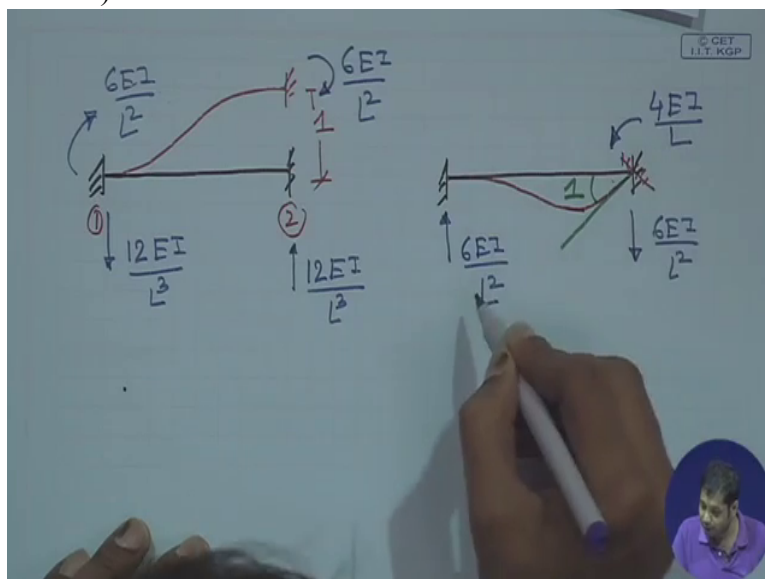 © CET
I.I.T. KGP
6EI
L²
6EI
L²
1
①
②
12EI
L³
12EI
L³
4EI
L
1
6EI
L²
6EI
L²